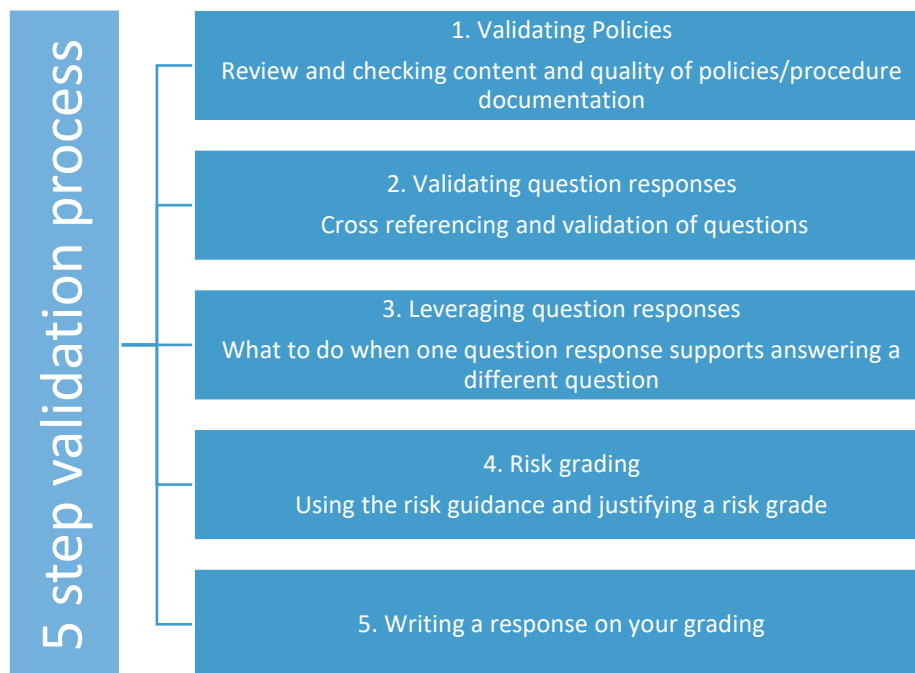 5 step validation process
1. Validating Policies
Review and checking content and quality of policies/procedure
documentation
2. Validating question responses
Cross referencing and validation of questions
3. Leveraging question responses
What to do when one question response supports answering a
different question
4. Risk grading
Using the risk guidance and justifying a risk grade
5. Writing a response on your grading